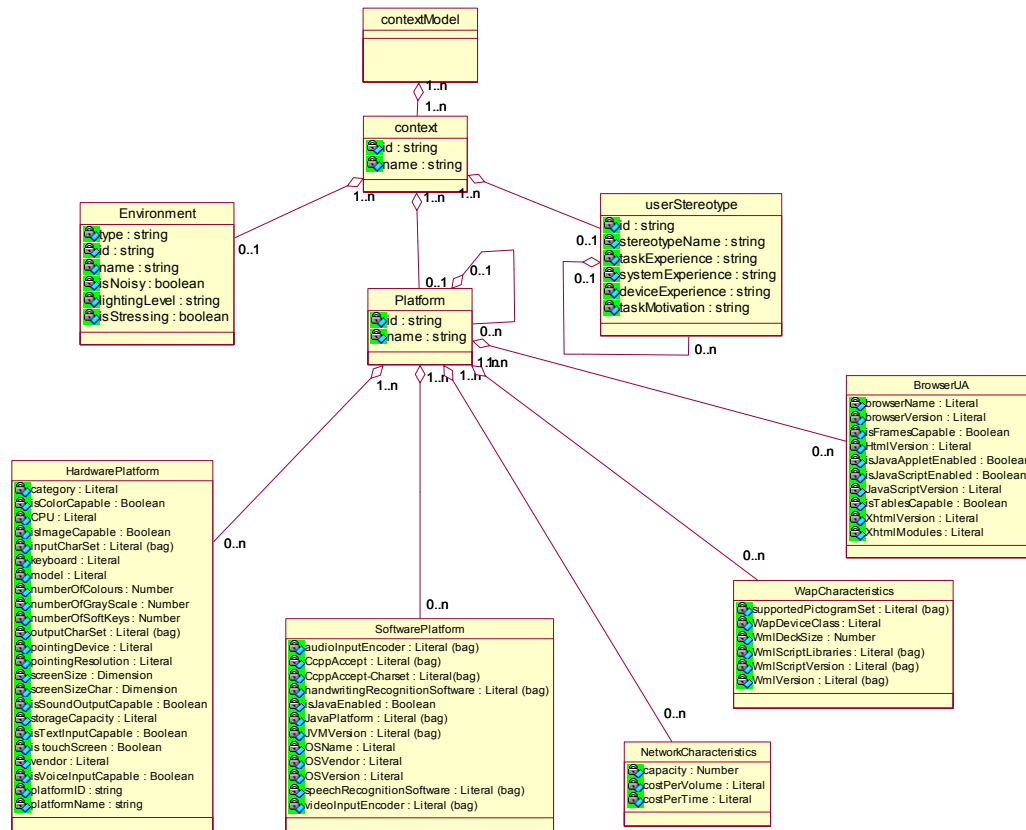 contextModel
1..n
1..n
context
id : string
name : string
1..n
1..n
1..n
Environment
type : string
id : string
name : string
isNoisy : boolean
lightingLevel : string
isStressing : boolean
0..1
userStereotype
id : string
stereotypeName : string
taskExperience : string
systemExperience : string
deviceExperience : string
taskMotivation : string
0..1
0..1
0..n
0..1
0..1
Platform
id : string
name : string
0..n
1..n
1..n
1..n
1..n
1..n
BrowserUA
browserName : Literal
browserVersion : Literal
isFramesCapable : Boolean
HtmlVersion : Literal
isJavaAppletEnabled : Boolean
isJavaScriptEnabled : Boolean
JavaScriptVersion : Literal
isTablesCapable : Boolean
XhtmlVersion : Literal
XhtmlModules : Literal
0..n
HardwarePlatform
category : Literal
isColorCapable : Boolean
CPU : Literal
isImageCapable : Boolean
inputCharSet : Literal (bag)
keyboard : Literal
model : Literal
numberOfColours : Number
numberOfGrayScale : Number
numberOfSoftKeys : Number
outputCharSet : Literal (bag)
pointingDevice : Literal
pointingResolution : Literal
screenSize : Dimension
screenSizeChar : Dimension
isSoundOutputCapable : Boolean
storageCapacity : Literal
isTextInputCapable : Boolean
is touchScreen : Boolean
vendor : Literal
isVoiceInputCapable : Boolean
platformID : string
platformName : string
0..n
0..n
SoftwarePlatform
audioInputEncoder : Literal (bag)
CcppAccept : Literal (bag)
CcppAccept-Charset : Literal (bag)
handwritingRecognitionSoftware : Literal (bag)
isJavaEnabled : Boolean
JavaPlatform : Literal (bag)
JVMVersion : Literal (bag)
OSName : Literal
OSVendor : Literal
OSVersion : Literal
speechRecognitionSoftware : Literal (bag)
videoInputEncoder : Literal (bag)
0..n
WapCharacteristics
supportedPictogramSet : Literal (bag)
WapDeviceClass : Literal
WmlDeckSize : Number
WmlScriptLibraries : Literal (bag)
WmlScriptVersion : Literal (bag)
WmlVersion : Literal (bag)
0..n
NetworkCharacteristics
capacity : Number
costPerVolume : Literal
costPerTime : Literal